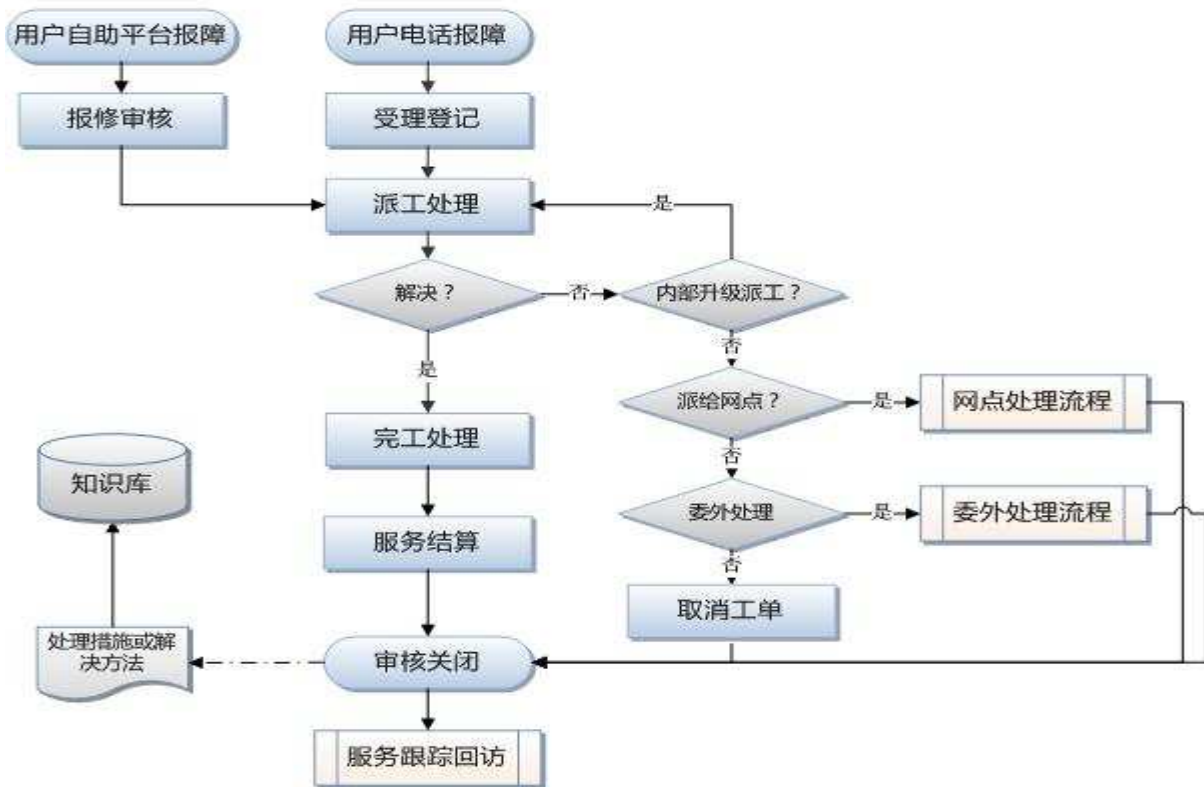 用户自助平台报障
用户电话报障
报修审核
受理登记
派工处理
是
解决？
否
内部升级派工？
否
是
派给网点？
是
网点处理流程
完工处理
否
知识库
委外处理
是
委外处理流程
服务结算
否
取消工单
处理措施或解
决方法
审核关闭
服务跟踪回访